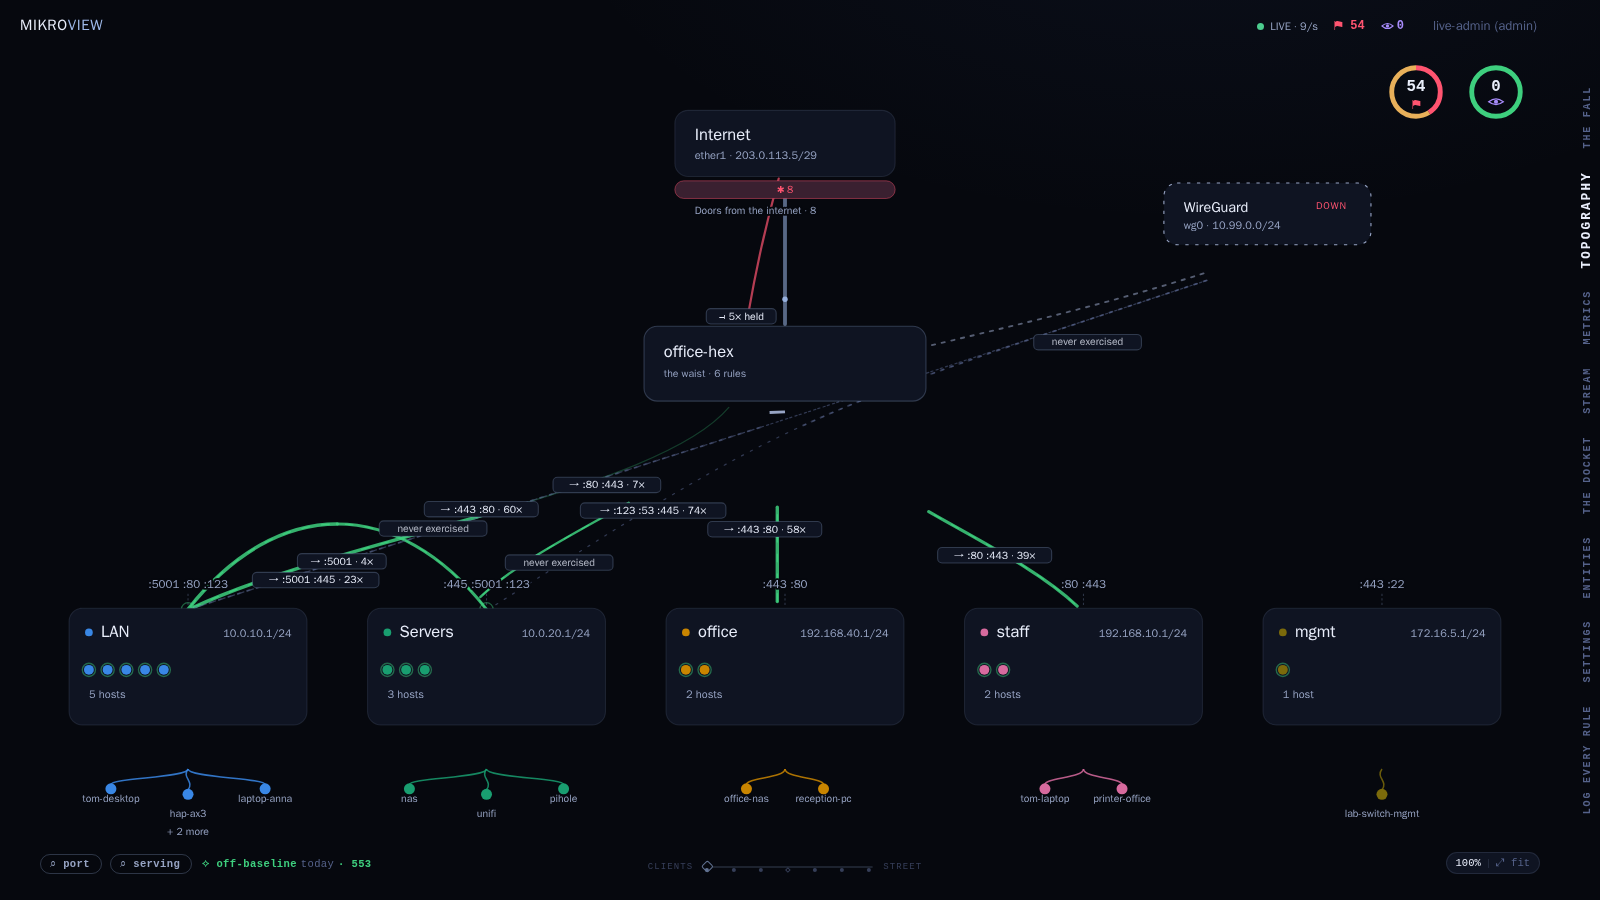 MIKROVIEW
LIVE · 9/s
54
0
live-admin (admin)
54
0
Internet
ether1 · 203.0.113.5/29
✱ 8
Doors from the internet · 8
WireGuard
DOWN
wg0 · 10.99.0.0/24
5× held
office-hex
the waist · 6 rules
never exercised
→ :80 :443 · 7×
→ :443 :80 · 60×
→ :123 :53 :445 · 74×
never exercised
→ :443 :80 · 58×
→ :5001 · 4×
never exercised
→ :80 :443 · 39×
→ :5001 :445 · 23×
:5001 :80 :123
:445 :5001 :123
:443 :80
:80 :443
:443 :22
LAN
10.0.10.1/24
5 hosts
Servers
10.0.20.1/24
3 hosts
office
192.168.40.1/24
2 hosts
staff
192.168.10.1/24
2 hosts
mgmt
172.16.5.1/24
1 host
tom-desktop
hap-ax3
laptop-anna
+ 2 more
nas
unifi
pihole
office-nas
reception-pc
tom-laptop
printer-office
lab-switch-mgmt
port
serving
off-baseline today · 553
CLIENTS
STREET
100%
fit
THE FALL
TOPOGRAPHY
METRICS
STREAM
THE DOCKET
ENTITIES
SETTINGS
LOG EVERY RULE